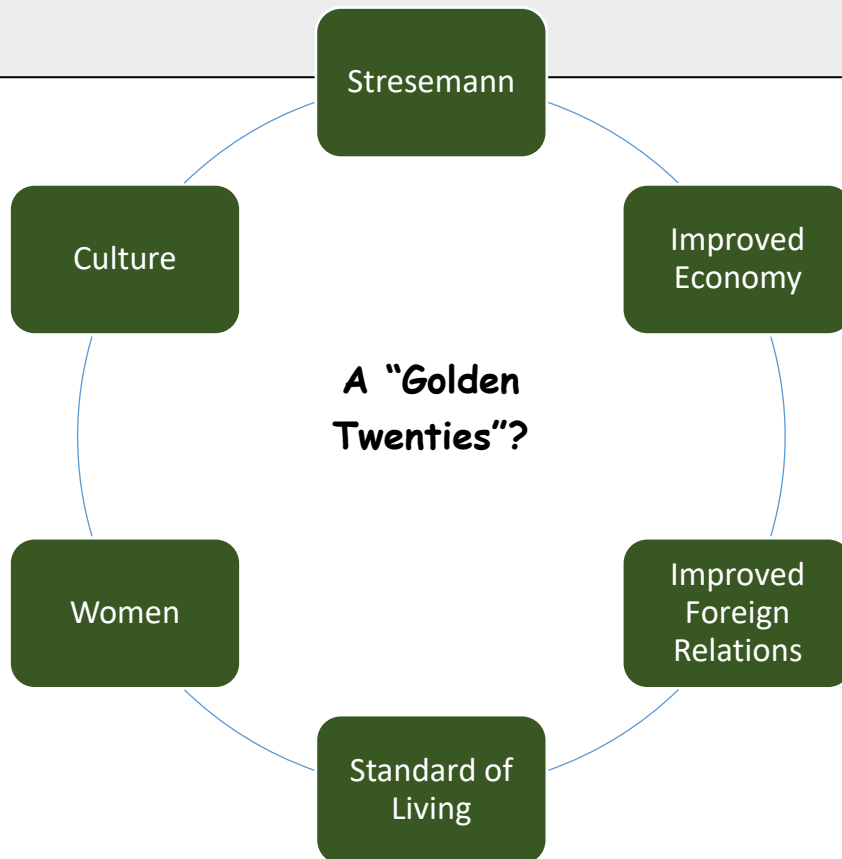 Stresemann
Culture
Improved
Economy
A “Golden
Twenties”?
Women
Improved
Foreign
Relations
Standard of
Living